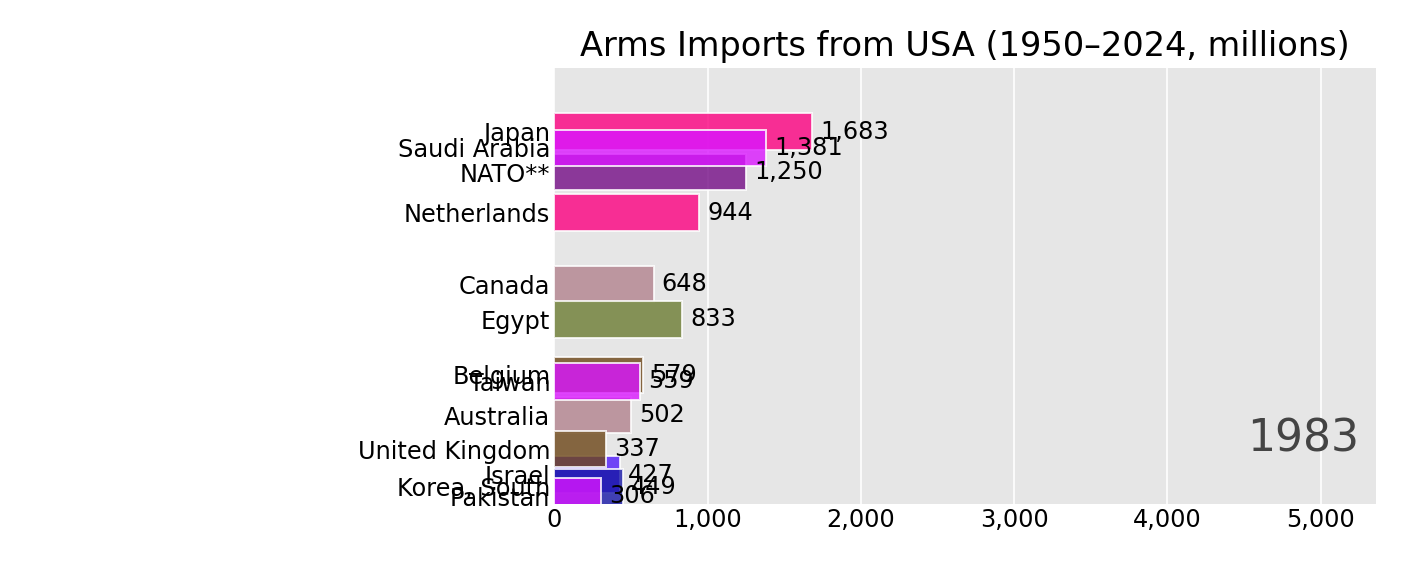 Arms Imports from USA (1950–2024, millions)
Japan 1,683
Saudi Arabia 1,381
NATO** 1,250
Netherlands 944
Canada 648
Egypt 833
Belgium 579
Taiwan 559
Australia 502
1983
United Kingdom 337
Israel 427
Korea, South 449
Pakistan 306
0 1,000 2,000 3,000 4,000 5,000